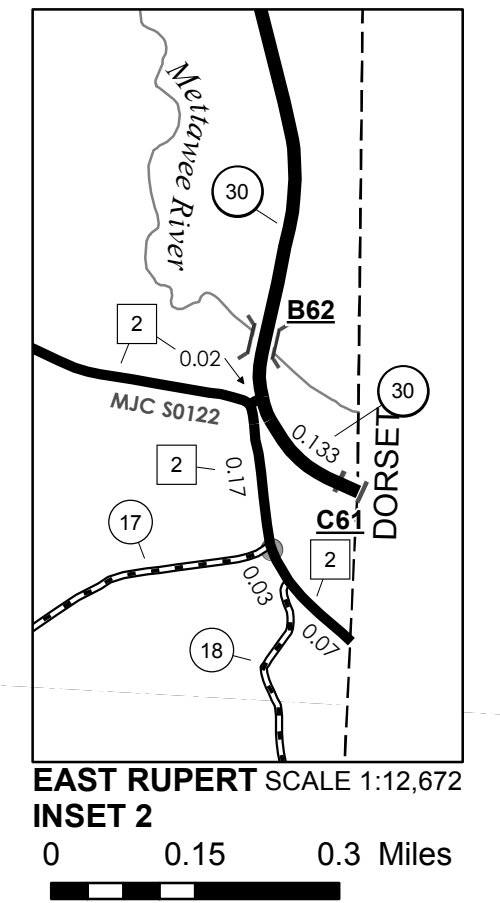 Mettawee River
30
B62
2
0.02
30
MJC S0122
0.133
DORSET
2
0.17
C61
17
2
0.03
0.07
18
EAST RUPERT SCALE 1:12,672
INSET 2
0 0.15 0.3 Miles